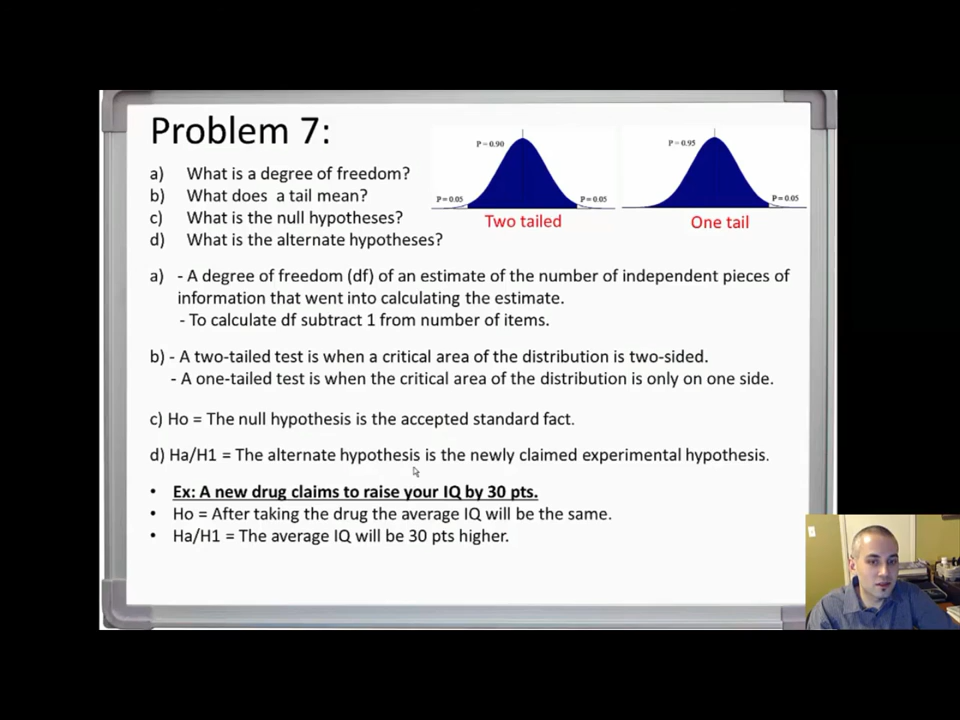 Problem 7:
a) What is a degree of freedom?
b) What does a tail mean?
c) What is the null hypotheses?
d) What is the alternate hypotheses?
P = 0.90
P = 0.05
P = 0.05
Two tailed
P = 0.95
P = 0.05
One tail
a) - A degree of freedom (df) of an estimate of the number of independent pieces of
information that went into calculating the estimate.
- To calculate df subtract 1 from number of items.
b) - A two-tailed test is when a critical area of the distribution is two-sided.
- A one-tailed test is when the critical area of the distribution is only on one side.
c) Ho = The null hypothesis is the accepted standard fact.
d) Ha/H1 = The alternate hypothesis is the newly claimed experimental hypothesis.
• Ex: A new drug claims to raise your IQ by 30 pts.
• Ho = After taking the drug the average IQ will be the same.
• Ha/H1 = The average IQ will be 30 pts higher.